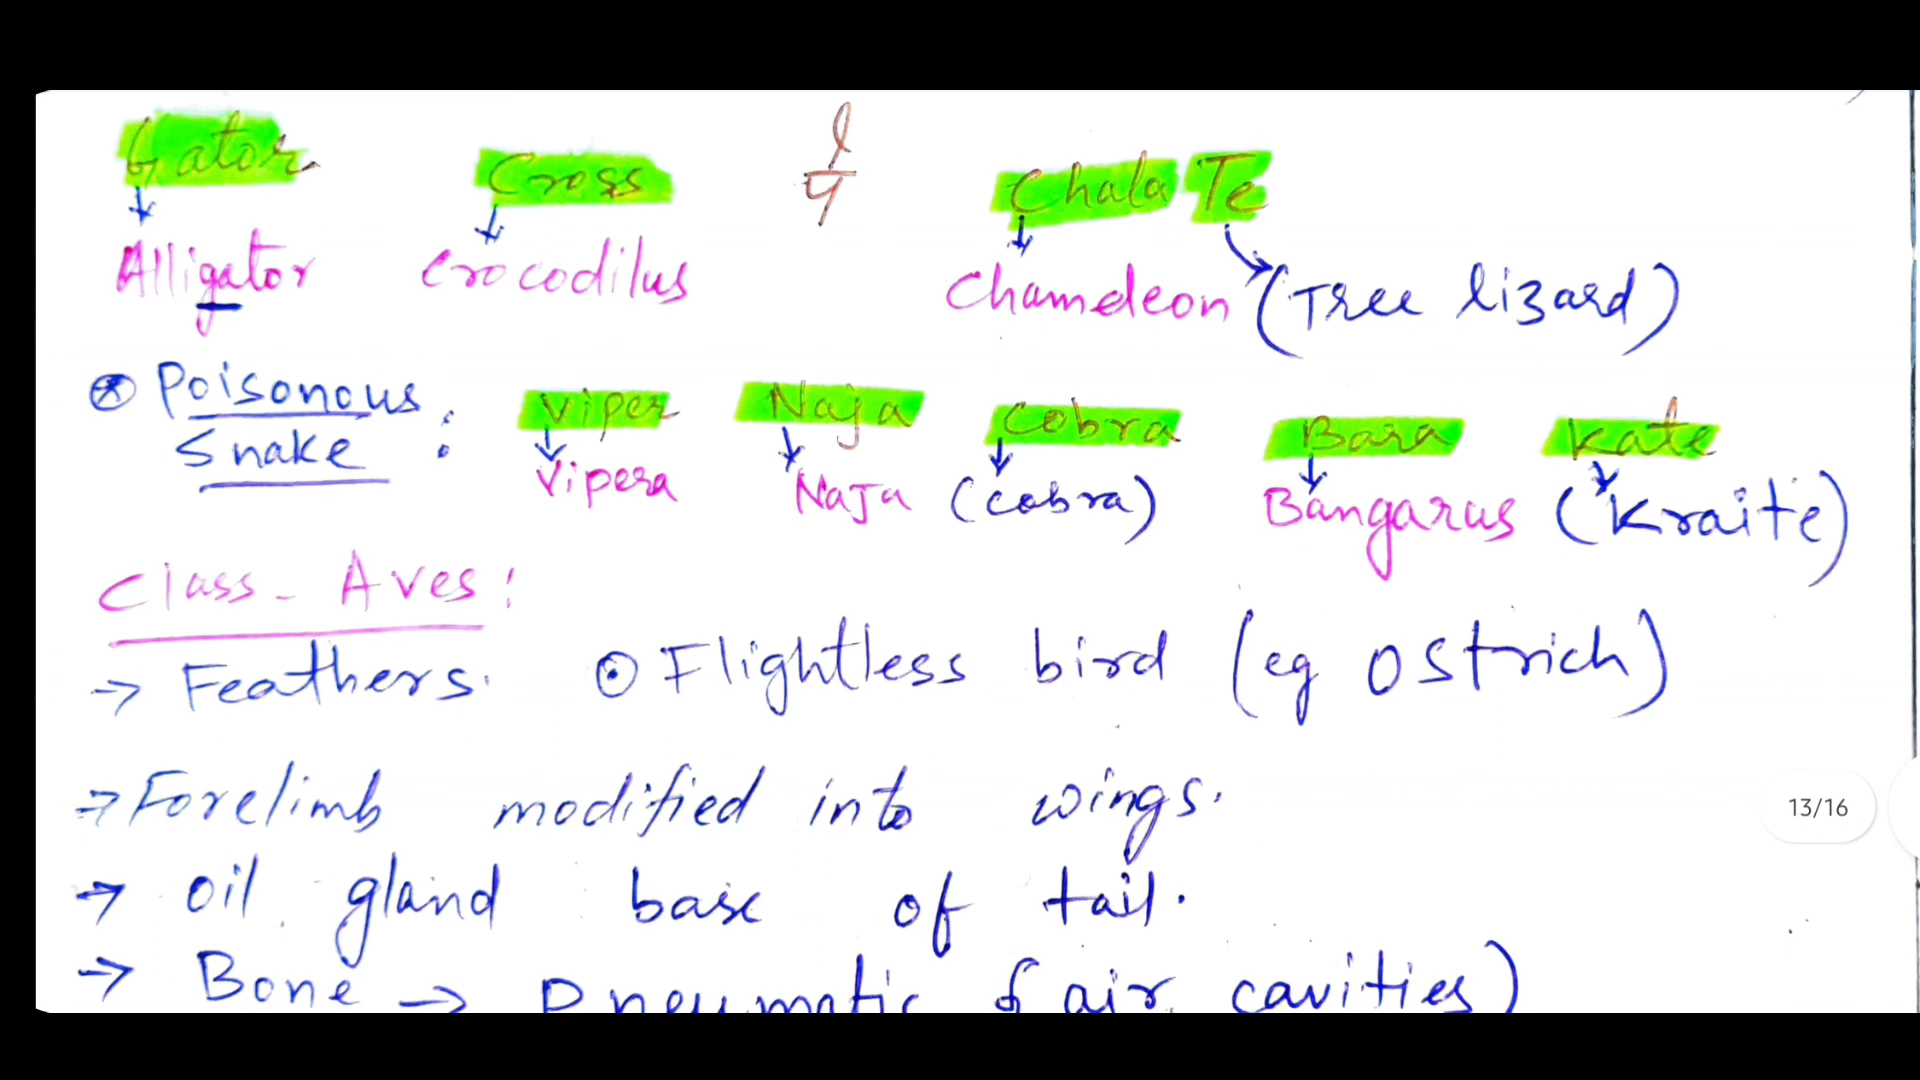 Gator Cross Chala Te
Alligator Crocodilus Chameleon (Tree lizard)
Poisonous Snake : Viper Naja Cobra Bara Kate
Vipera Naja (Cobra) Bangarus (Kraite)
Class - Aves :
→ Feathers. ⊙ Flightless bird (eg Ostrich)
→ Forelimb modified into wings.
→ Oil gland base of tail.
→ Bone → Pneumatic (air cavities)
13/16